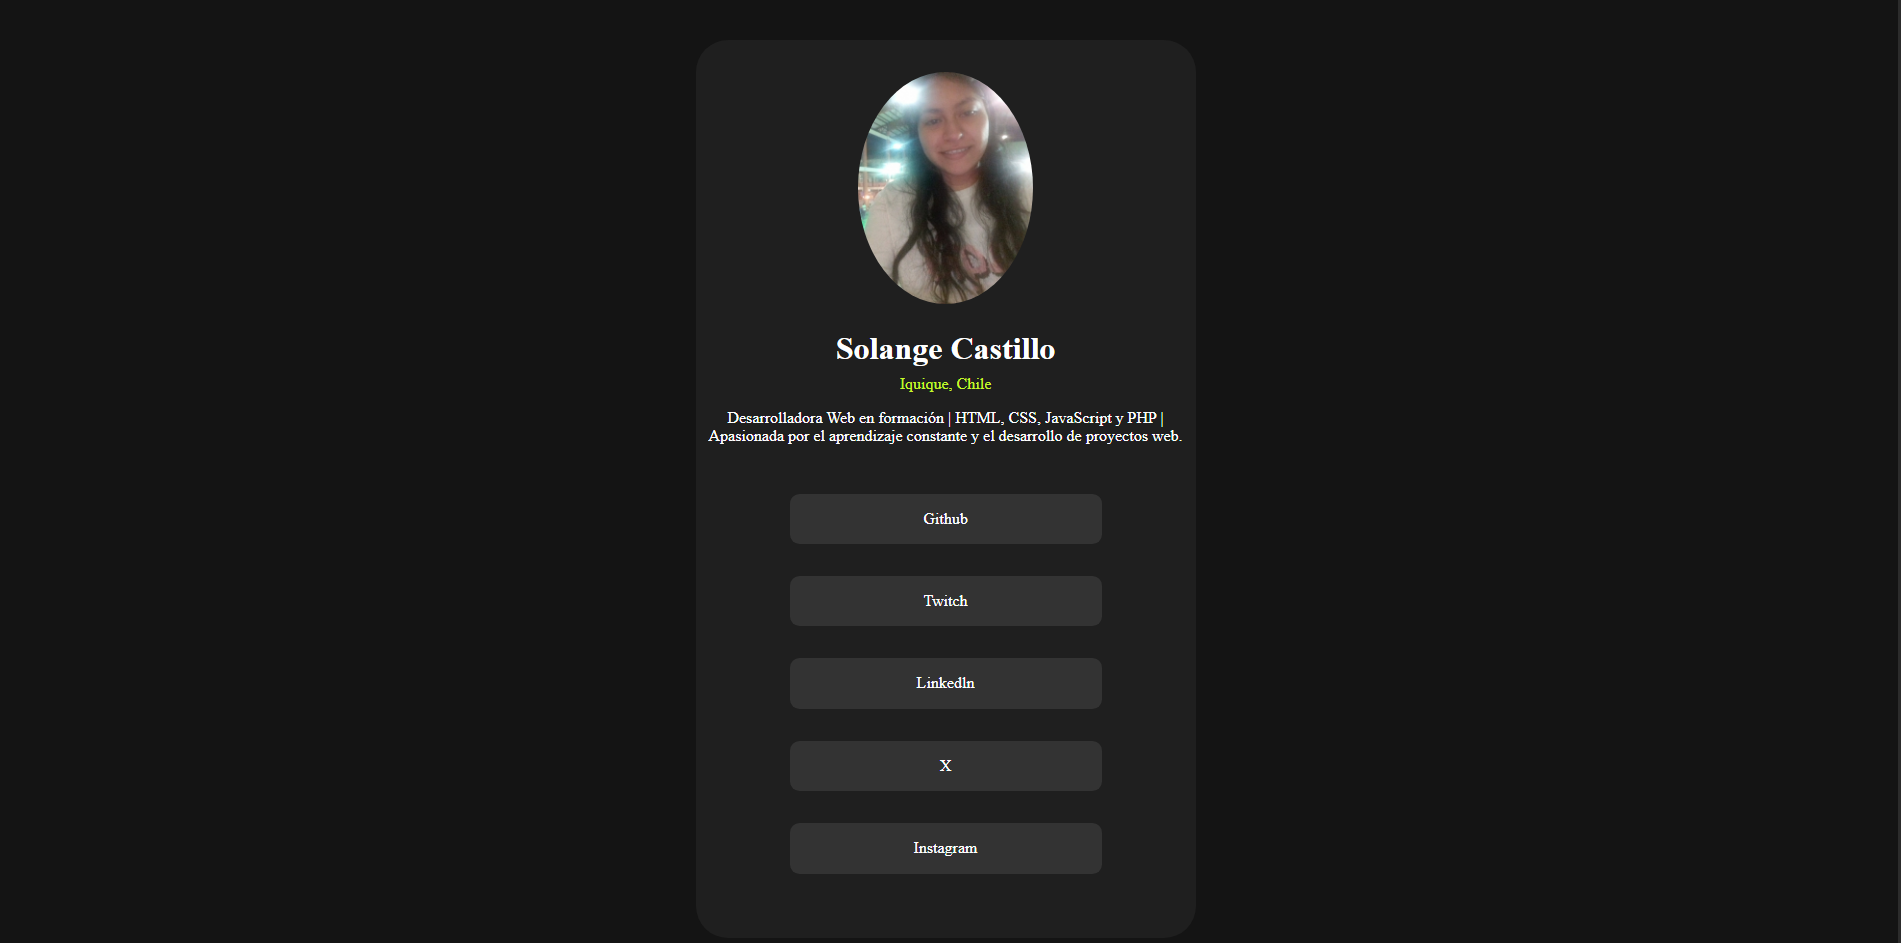 Solange Castillo
Iquique, Chile
Desarrolladora Web en formación | HTML, CSS, JavaScript y PHP |
Apasionada por el aprendizaje constante y el desarrollo de proyectos web.
Github
Twitch
Linkedln
X
Instagram